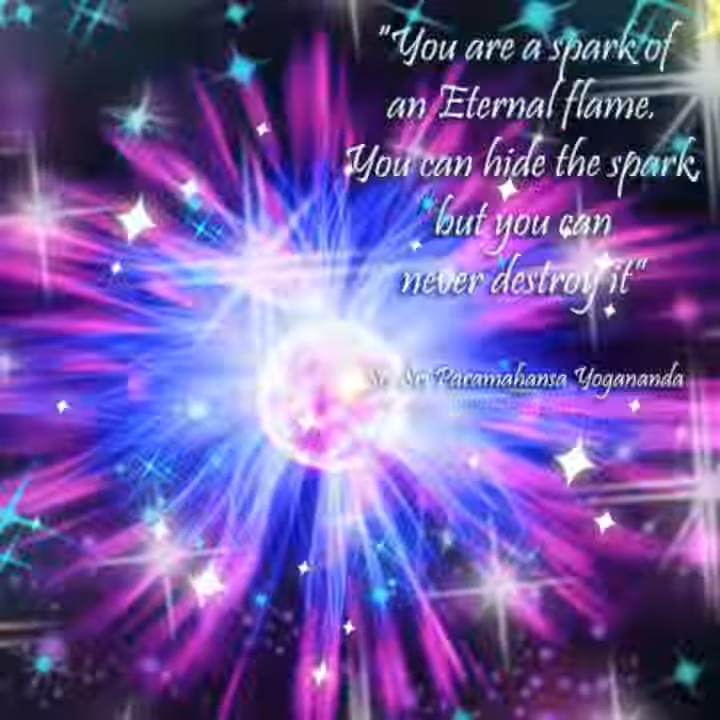 "You are a spark of
an Eternal flame.
You can hide the spark,
but you can
never destroy it"
Sri Paramahansa Yogananda